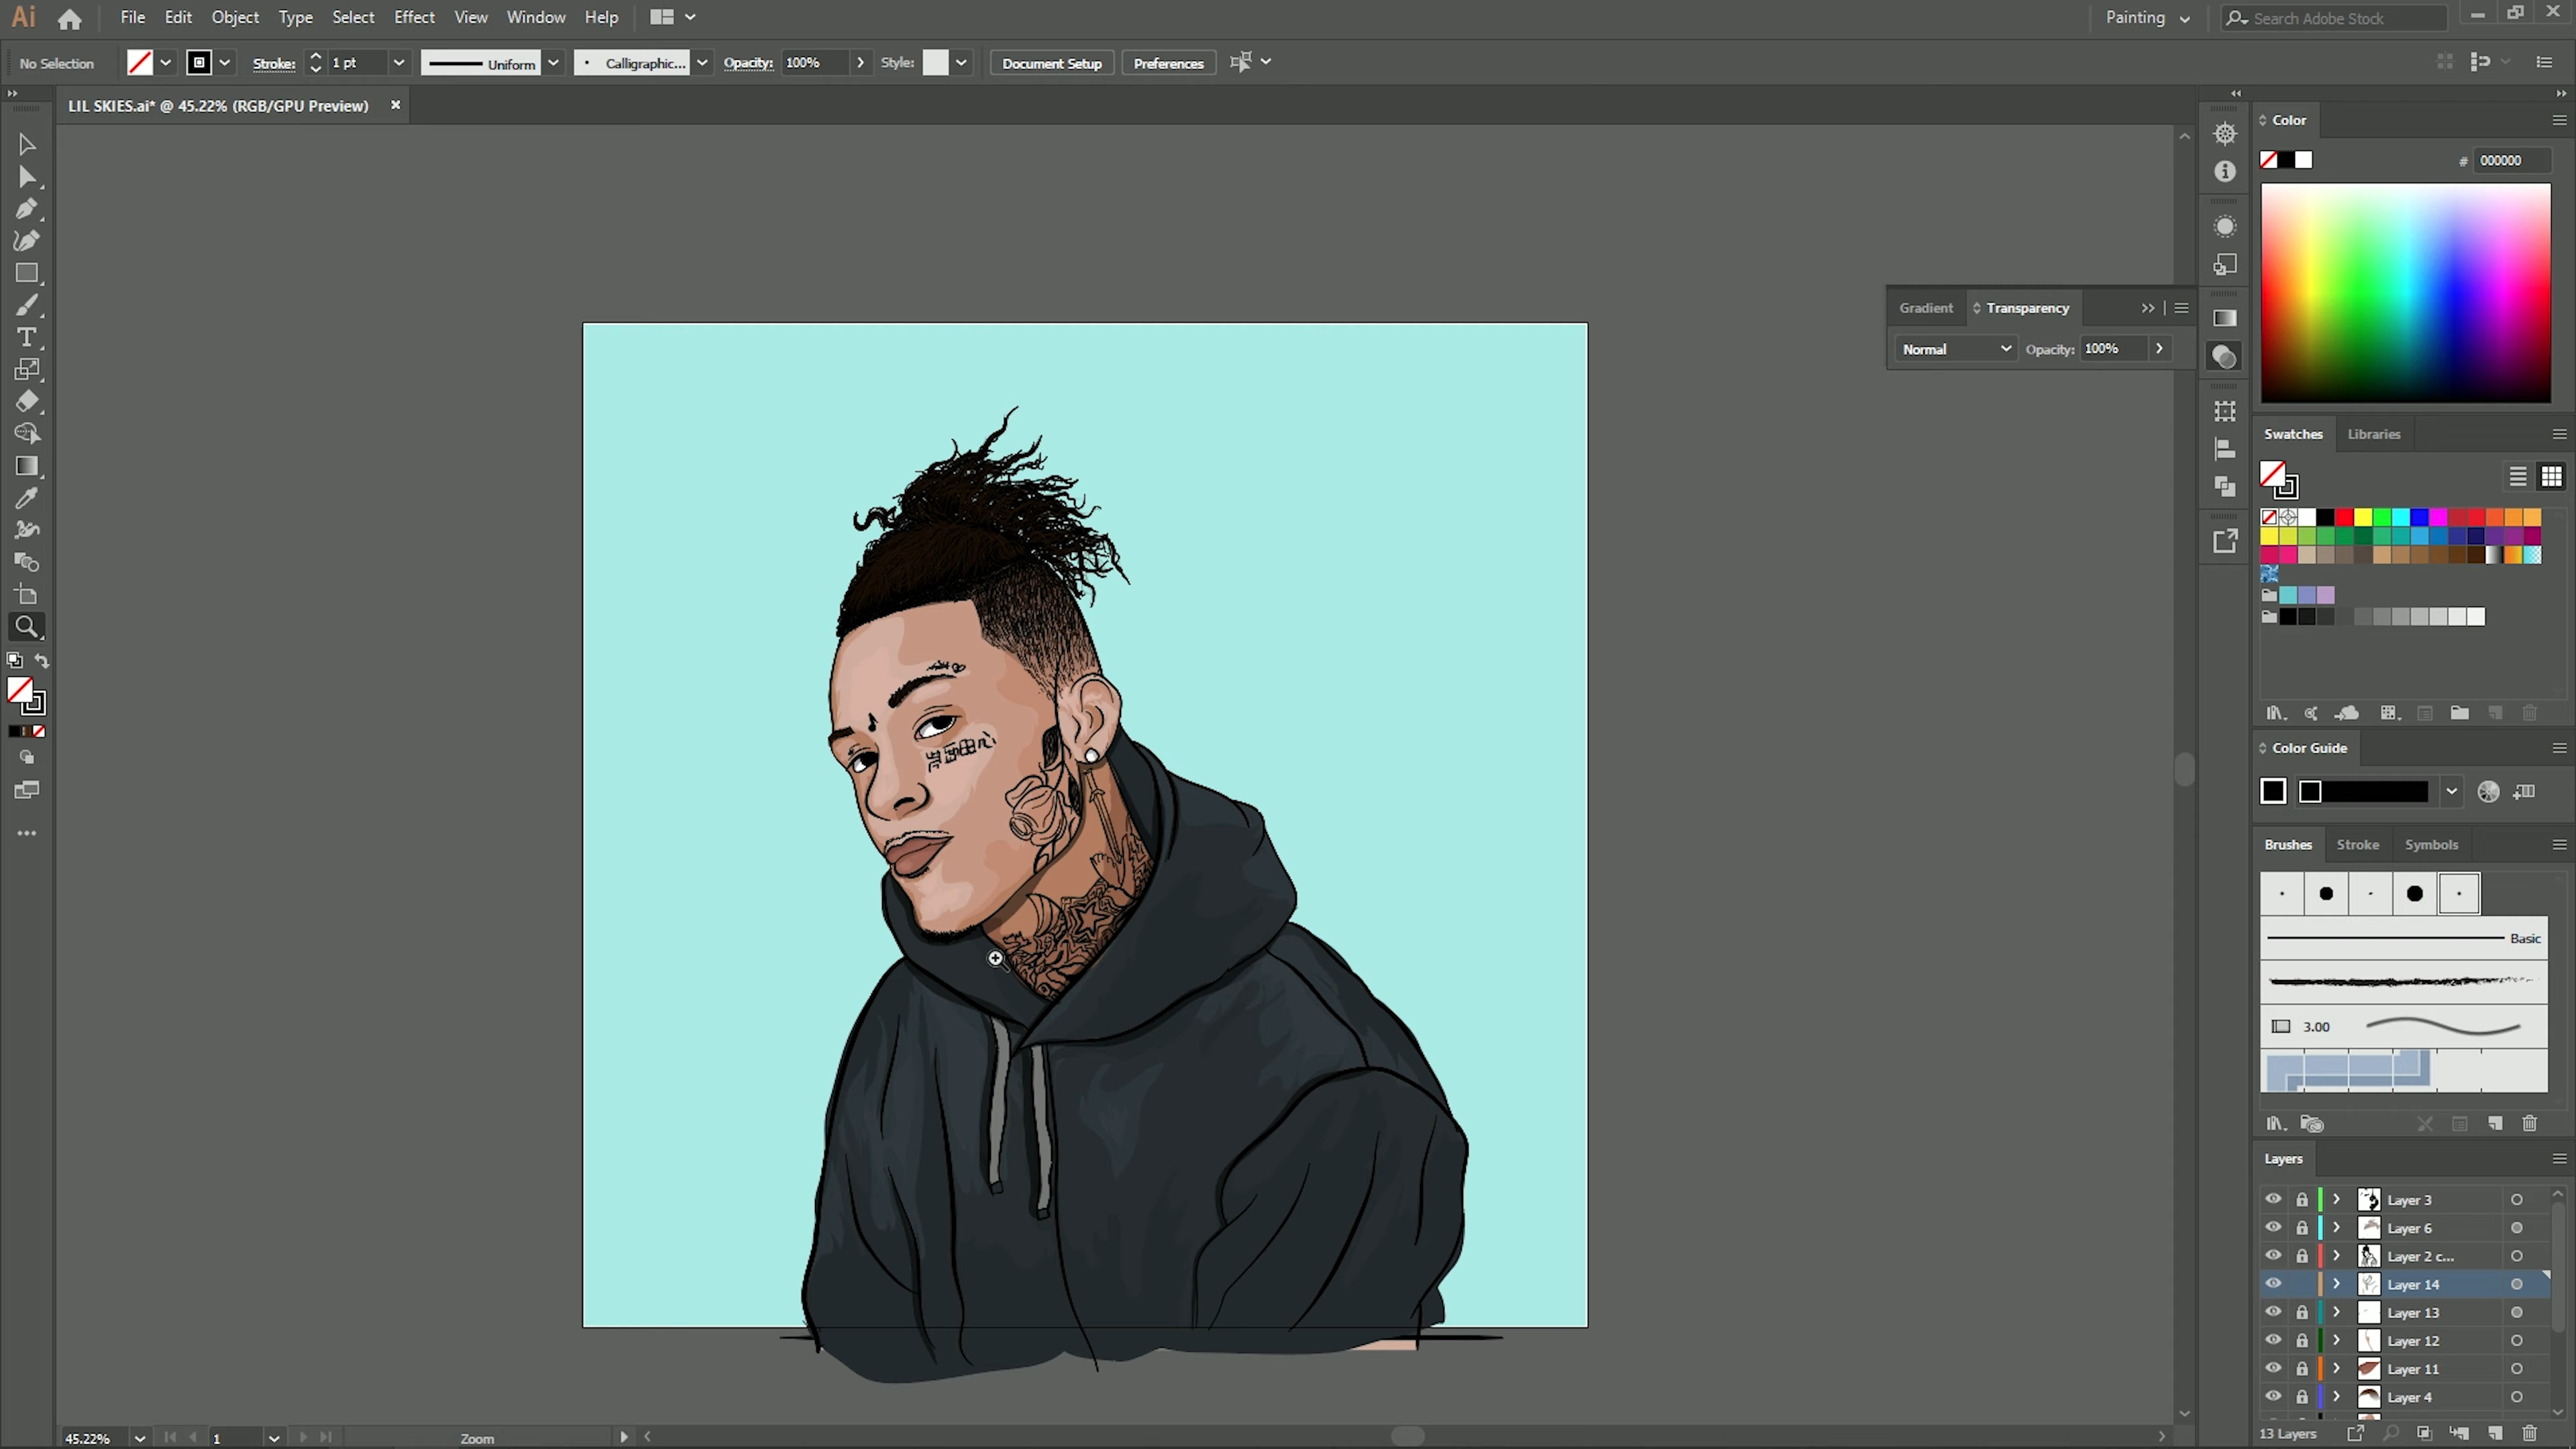 Ai File Edit Object Type Select Effect View Window Help Painting Search Adobe Stock
No Selection Stroke: 1 pt Uniform Calligraphic... Opacity: 100% Style: Document Setup Preferences
LIL SKIES.ai* @ 45.22% (RGB/GPU Preview)
Color
# 000000
Gradient Transparency
Normal Opacity: 100%
Swatches Libraries
Color Guide
Brushes Stroke Symbols
Basic
3.00
Layers
Layer 3
Layer 6
Layer 2 c...
Layer 14
Layer 13
Layer 12
Layer 11
Layer 4
13 Layers
45.22% 1 Zoom